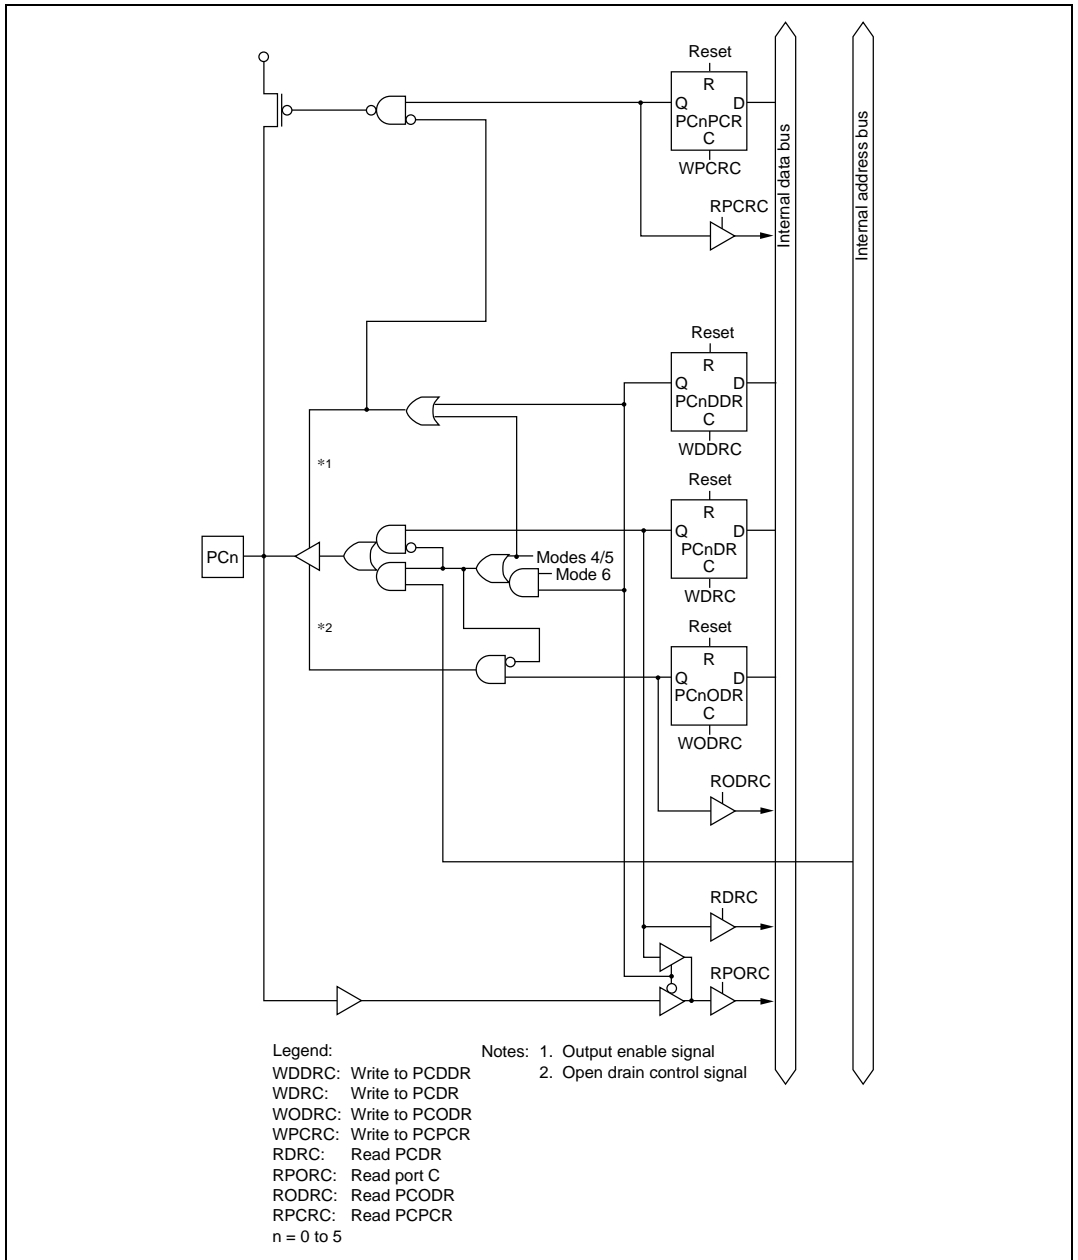 Reset
R
Q D
PCnPCR
C
WPCRC
RPCRC
Internal data bus
Internal address bus
Reset
R
Q D
PCnDDR
C
WDDRC
*1
Reset
R
Q D
PCnDR
C
WDRC
PCn
Modes 4/5
Mode 6
*2
Reset
R
Q D
PCnODR
C
WODRC
RODRC
RDRC
RPORC
Legend:
WDDRC: Write to PCDDR
WDRC: Write to PCDR
WODRC: Write to PCODR
WPCRC: Write to PCPCR
RDRC: Read PCDR
RPORC: Read port C
RODRC: Read PCODR
RPCRC: Read PCPCR
n = 0 to 5
Notes: 1. Output enable signal
2. Open drain control signal